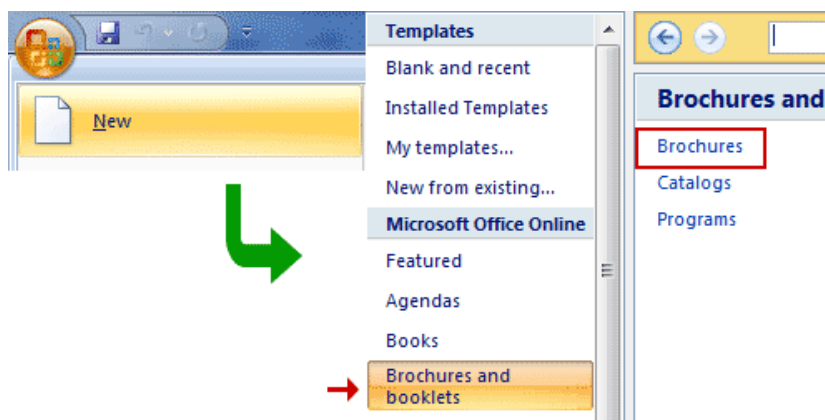 New
Templates
Blank and recent
Installed Templates
My templates...
New from existing...
Microsoft Office Online
Featured
Agendas
Books
Brochures and
booklets
Brochures and
Brochures
Catalogs
Programs